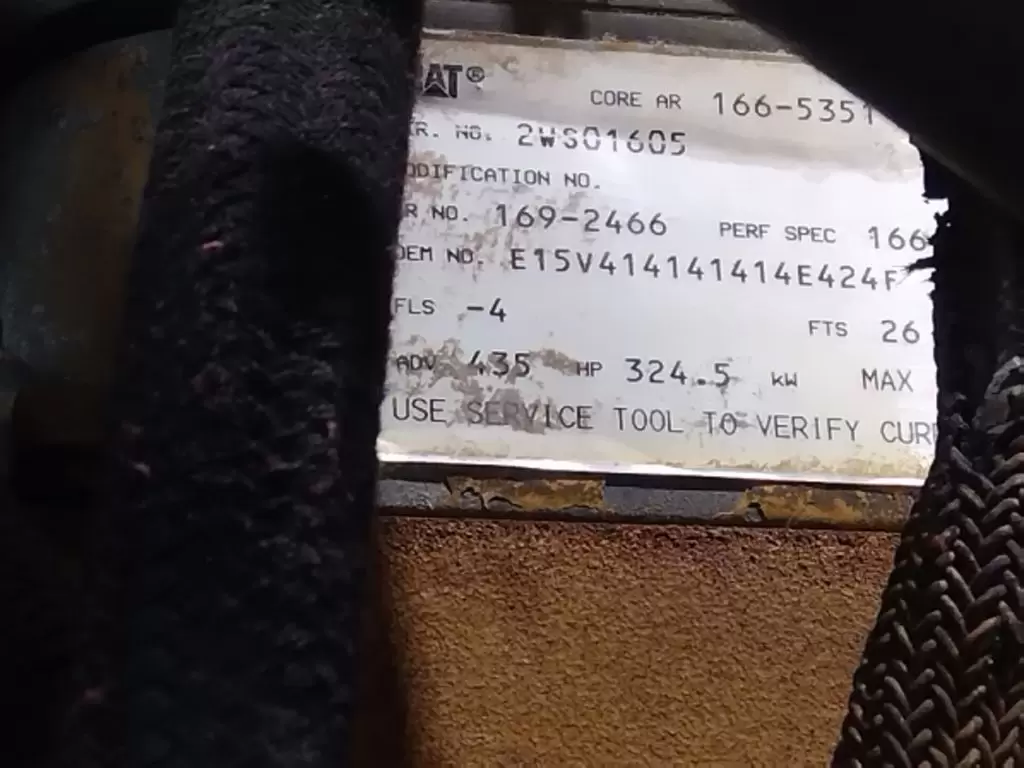 AT®
CORE AR 166-5351
R. NO. 2WS01605
ODIFICATION NO.
R NO. 169-2466 PERF SPEC 166
OEM NO. E15V414141414E424F
FLS -4
FTS 26
ADV 435 HP 324.5 kW MAX
USE SERVICE TOOL TO VERIFY CUR